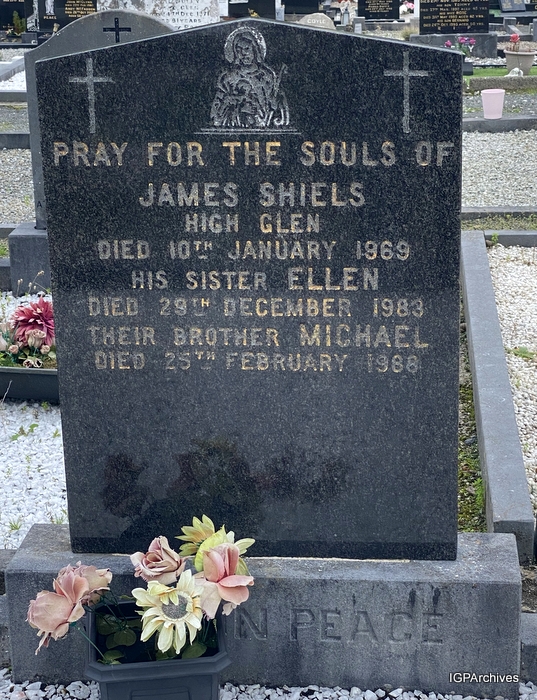 PRAY FOR THE SOULS OF
JAMES SHIELS
HIGH GLEN
DIED 10TH JANUARY 1969
HIS SISTER ELLEN
DIED 29TH DECEMBER 1983
THEIR BROTHER MICHAEL
DIED 25TH FEBRUARY 1988
IN PEACE
IGPArchives